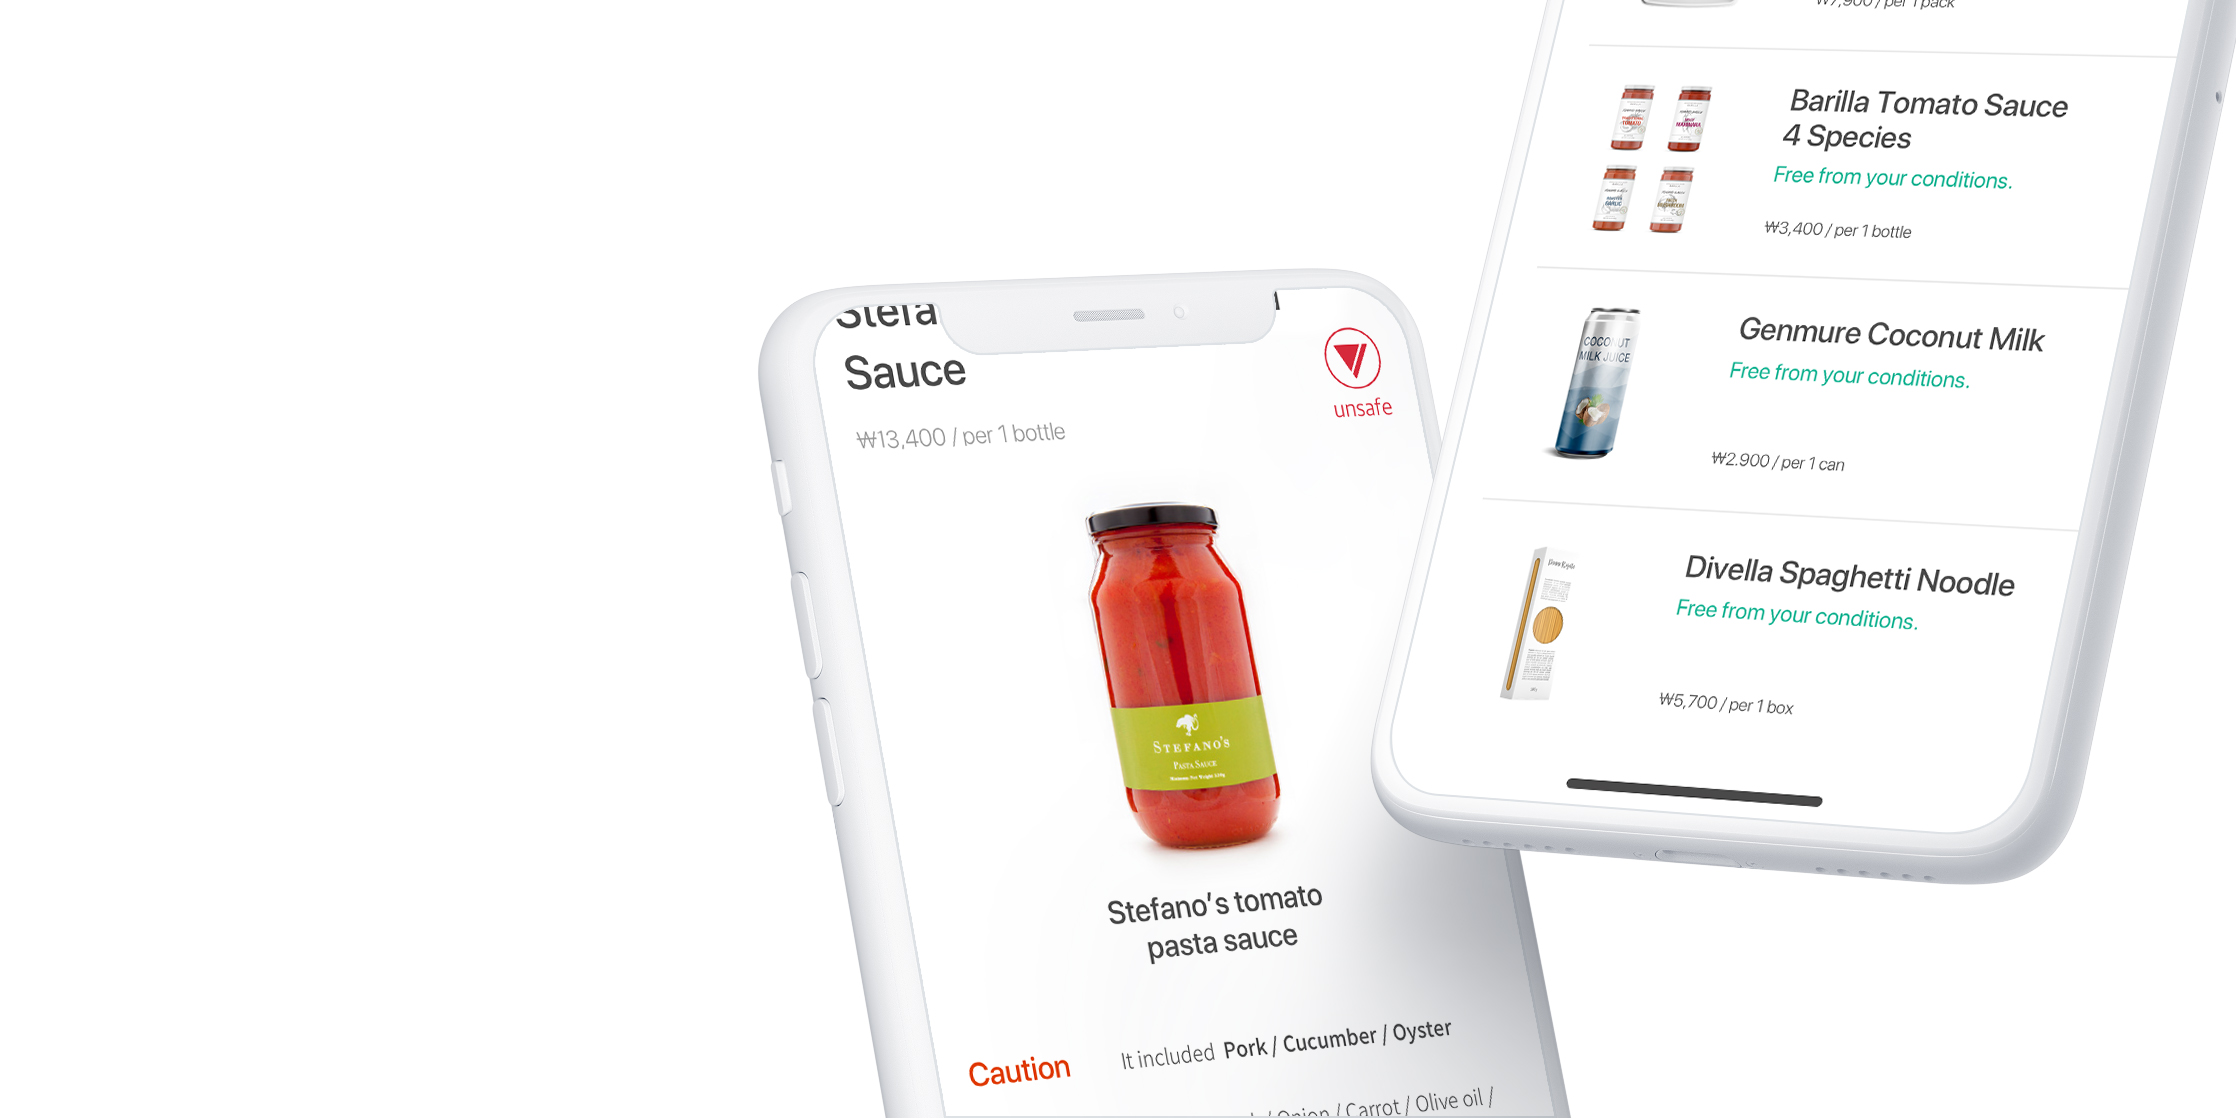 Sauce
unsafe
₩13,400 / per 1 bottle
STEFANO'S
PASTA SAUCE
Stefano's tomato
pasta sauce
Caution
It included Pork / Cucumber / Oyster
/ Onion / Carrot / Olive oil /
₩7,900 / per 1 pack
Barilla Tomato Sauce
4 Species
Free from your conditions.
₩3,400 / per 1 bottle
COCONUT
MILK JUICE
Genmure Coconut Milk
Free from your conditions.
₩2.900 / per 1 can
Divella Spaghetti Noodle
Free from your conditions.
₩5,700 / per 1 box